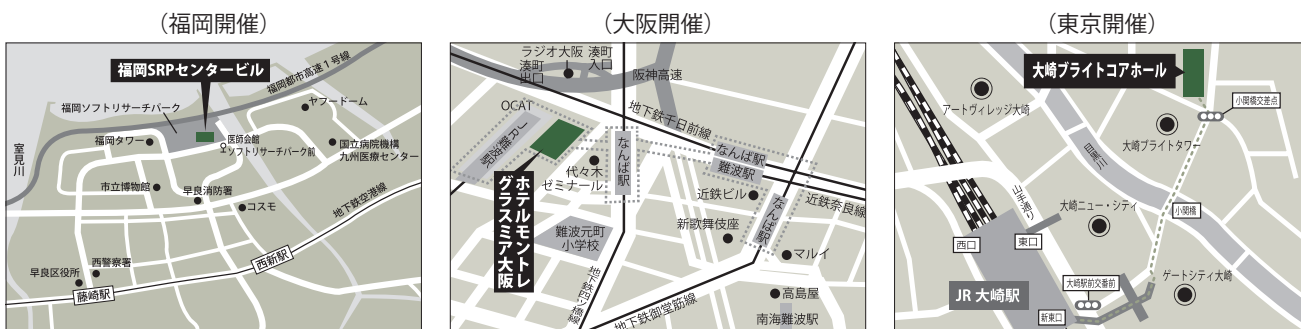 （福岡開催）
福岡SRPセンタービル
福岡都市高速１号線
福岡ソフトリサーチパーク
ヤフードーム
福岡タワー
医師会館
ソフトリサーチパーク前
国立病院機構
九州医療センター
室見川
市立博物館
早良消防署
コスモ
地下鉄空港線
西新駅
西警察署
早良区役所
藤崎駅
（大阪開催）
ラジオ大阪
湊町
入口
湊町
出口
阪神高速
OCAT
地下鉄千日前線
JR難波駅
なんば駅
なんば駅
難波駅
代々木
ゼミナール
近鉄ビル
近鉄奈良線
ホテルモントレ
グラスミア大阪
難波元町
小学校
新歌舞伎座
なんば駅
マルイ
地下鉄四ツ橋線
地下鉄御堂筋線
高島屋
南海難波駅
（東京開催）
大崎ブライトコアホール
アートヴィレッジ大崎
小関橋交差点
大崎ブライトタワー
目黒川
山手通り
大崎ニュー・シティ
小関橋
西口
東口
ゲートシティ大崎
大崎駅前交番前
JR 大崎駅
新東口